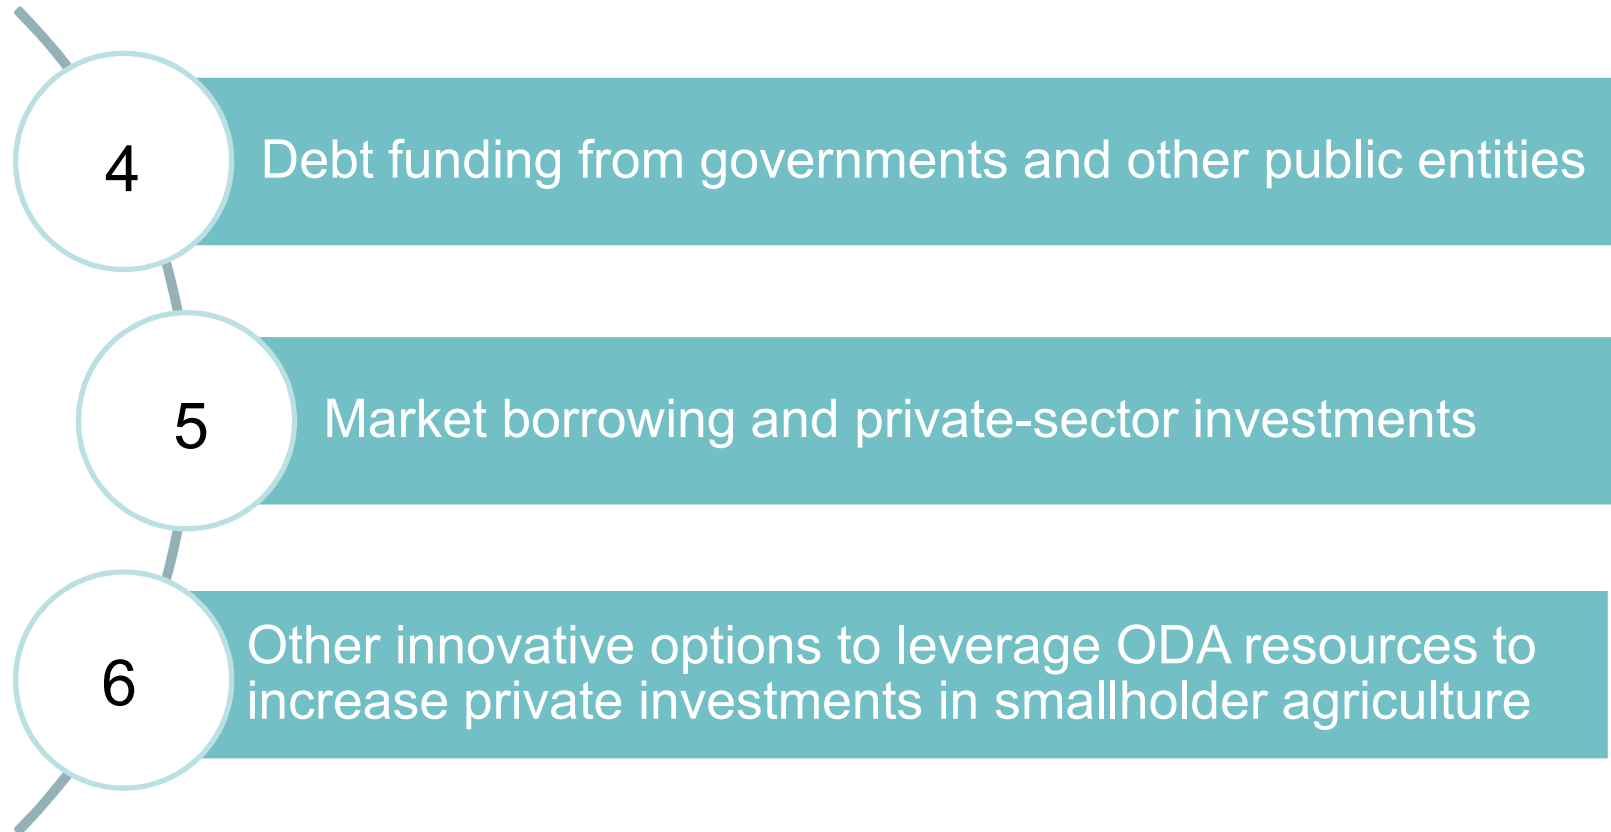 4
Debt funding from governments and other public entities
5
Market borrowing and private-sector investments
6
Other innovative options to leverage ODA resources to
increase private investments in smallholder agriculture